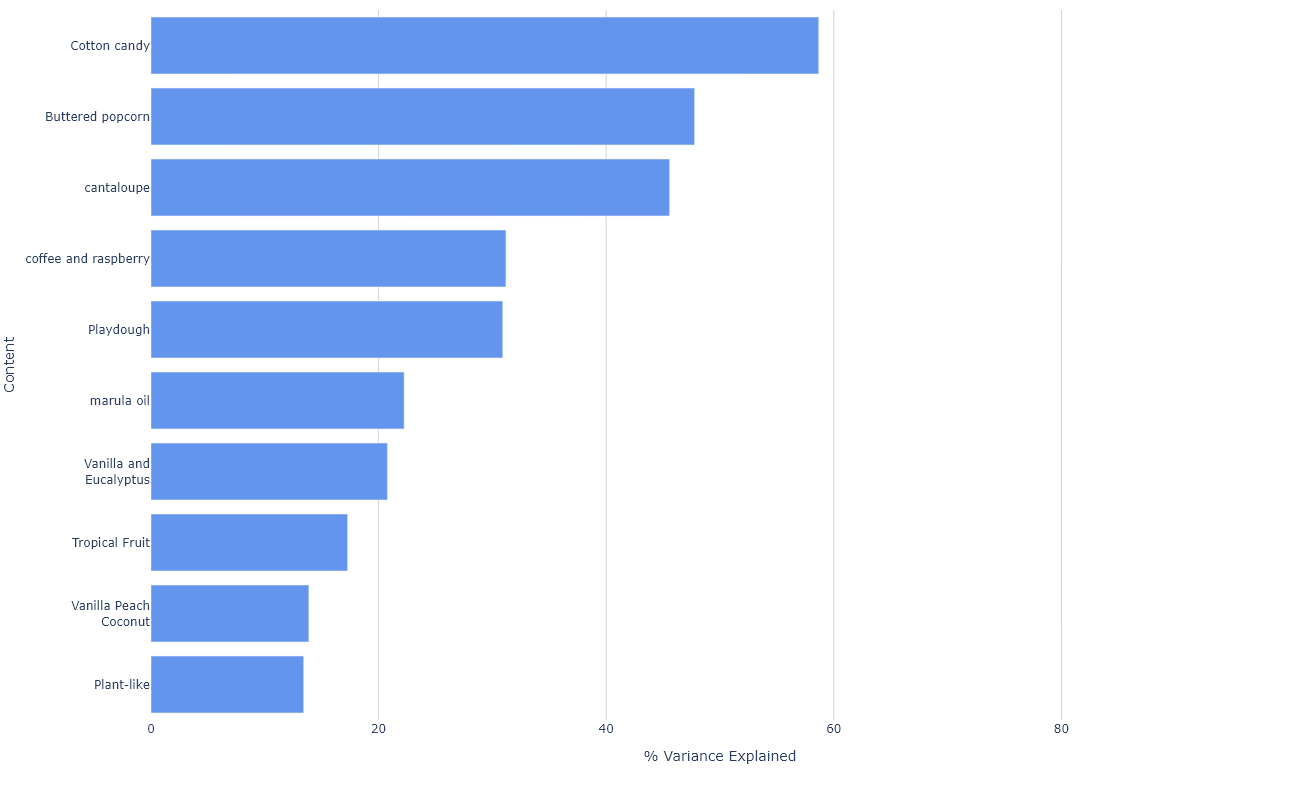 Cotton candy
Buttered popcorn
cantaloupe
coffee and raspberry
Playdough
marula oil
Vanilla and
Eucalyptus
Tropical Fruit
Vanilla Peach
Coconut
Plant-like
Content
0 20 40 60 80
% Variance Explained